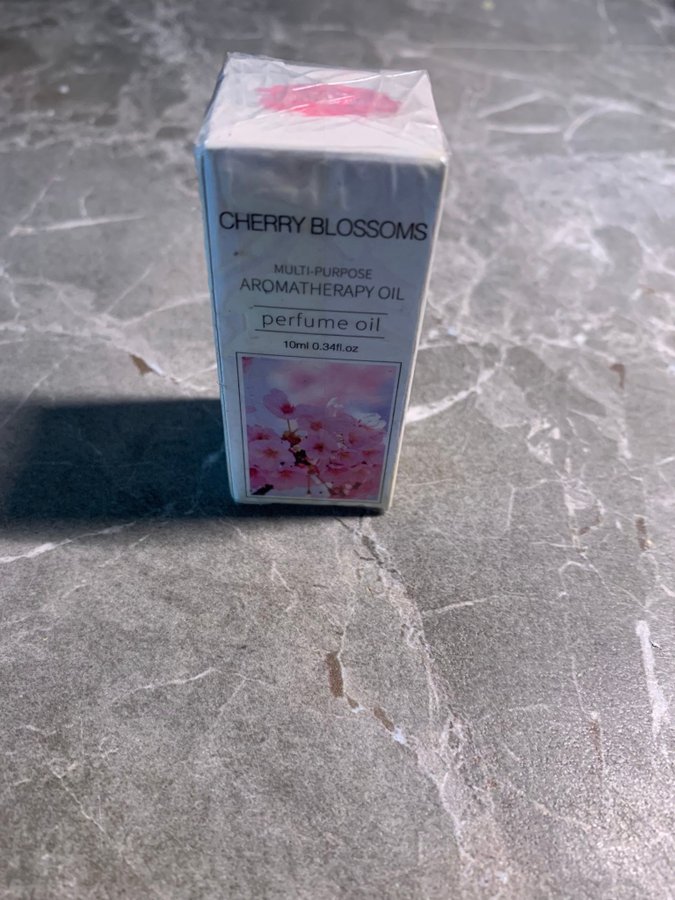 CHERRY BLOSSOMS
MULTI-PURPOSE
AROMATHERAPY OIL
perfume oil
10ml 0.34fl.oz